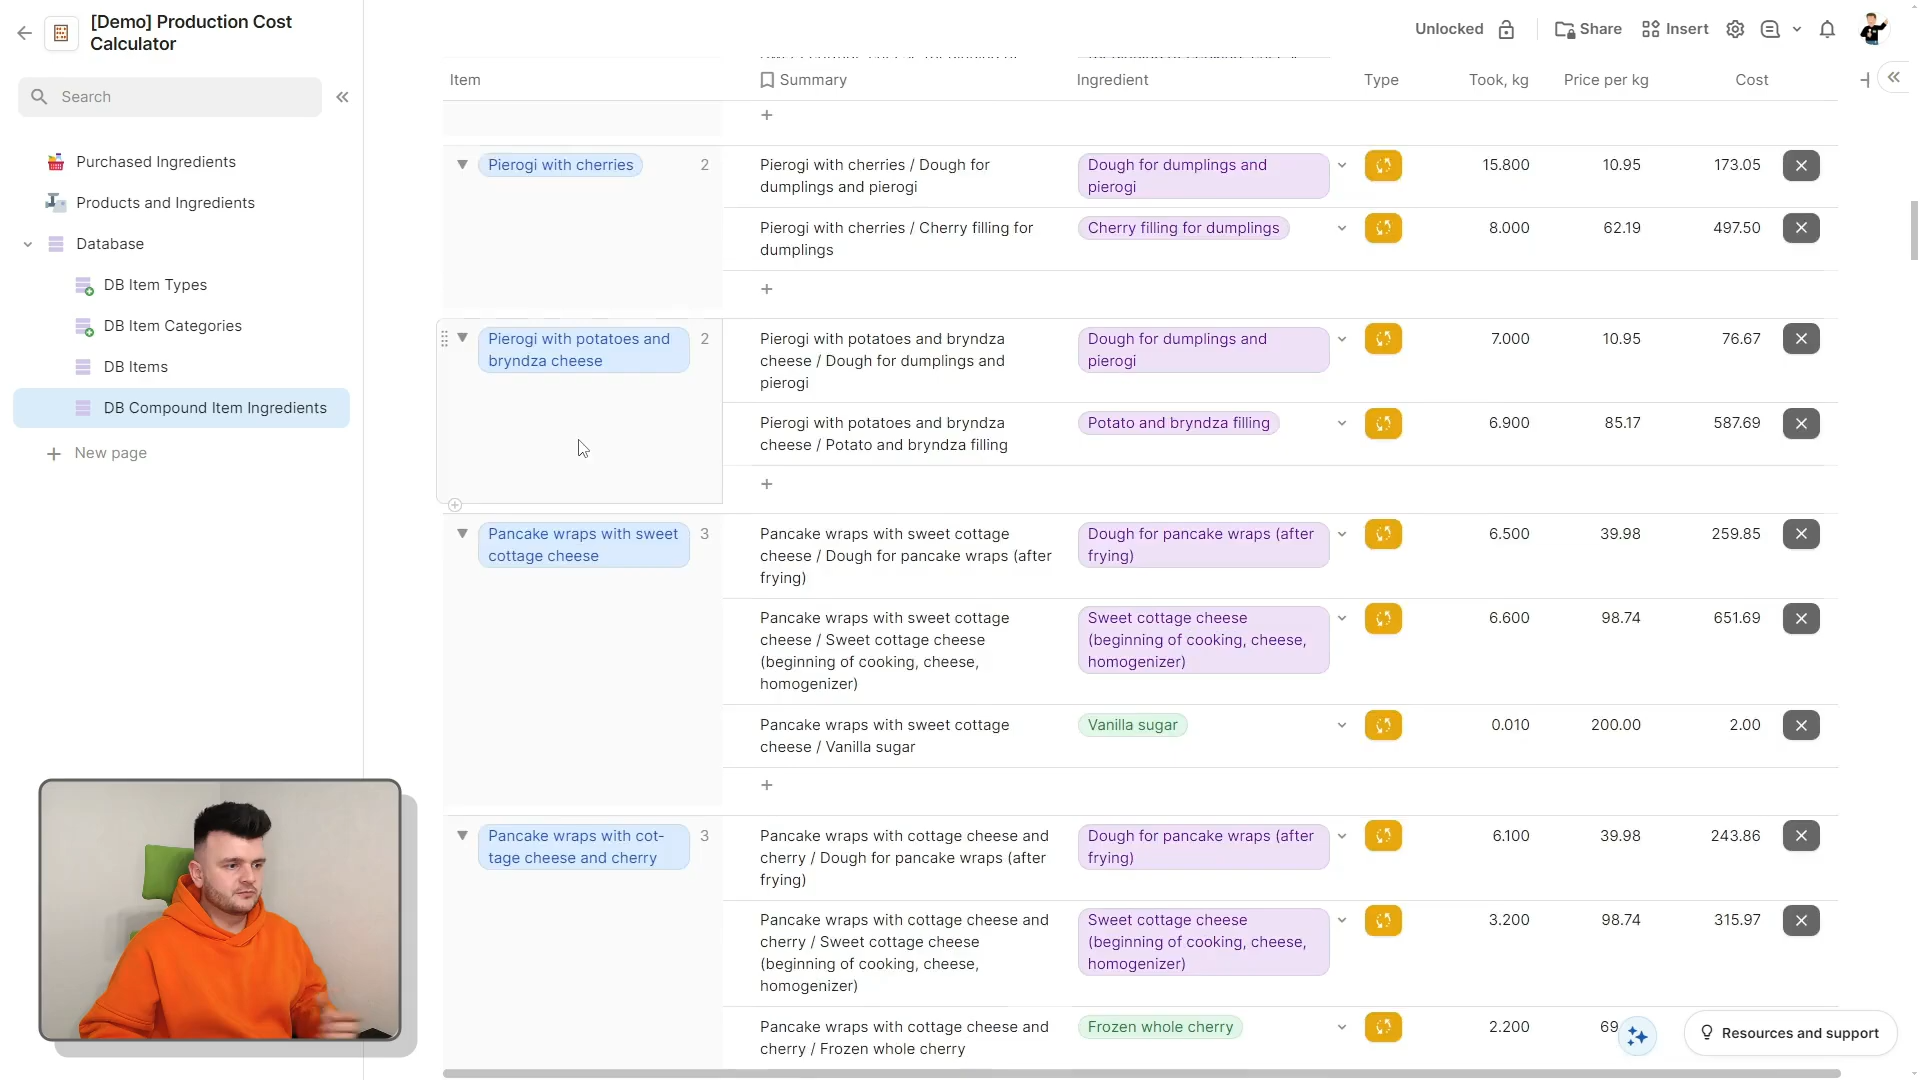 [Demo] Production Cost
Calculator
Unlocked
Share
Insert
Search
Purchased Ingredients
Products and Ingredients
Database
DB Item Types
DB Item Categories
DB Items
DB Compound Item Ingredients
New page
Item
Summary
Ingredient
Type
Took, kg
Price per kg
Cost
Pierogi with cherries
2
Pierogi with cherries / Dough for
dumplings and pierogi
Dough for dumplings and
pierogi
15.800
10.95
173.05
Pierogi with cherries / Cherry filling for
dumplings
Cherry filling for dumplings
8.000
62.19
497.50
Pierogi with potatoes and
bryndza cheese
2
Pierogi with potatoes and bryndza
cheese / Dough for dumplings and
pierogi
Dough for dumplings and
pierogi
7.000
10.95
76.67
Pierogi with potatoes and bryndza
cheese / Potato and bryndza filling
Potato and bryndza filling
6.900
85.17
587.69
Pancake wraps with sweet
cottage cheese
3
Pancake wraps with sweet cottage
cheese / Dough for pancake wraps (after
frying)
Dough for pancake wraps (after
frying)
6.500
39.98
259.85
Pancake wraps with sweet cottage
cheese / Sweet cottage cheese
(beginning of cooking, cheese,
homogenizer)
Sweet cottage cheese
(beginning of cooking, cheese,
homogenizer)
6.600
98.74
651.69
Pancake wraps with sweet cottage
cheese / Vanilla sugar
Vanilla sugar
0.010
200.00
2.00
Pancake wraps with cot-
tage cheese and cherry
3
Pancake wraps with cottage cheese and
cherry / Dough for pancake wraps (after
frying)
Dough for pancake wraps (after
frying)
6.100
39.98
243.86
Pancake wraps with cottage cheese and
cherry / Sweet cottage cheese
(beginning of cooking, cheese,
homogenizer)
Sweet cottage cheese
(beginning of cooking, cheese,
homogenizer)
3.200
98.74
315.97
Pancake wraps with cottage cheese and
cherry / Frozen whole cherry
Frozen whole cherry
2.200
69
Resources and support